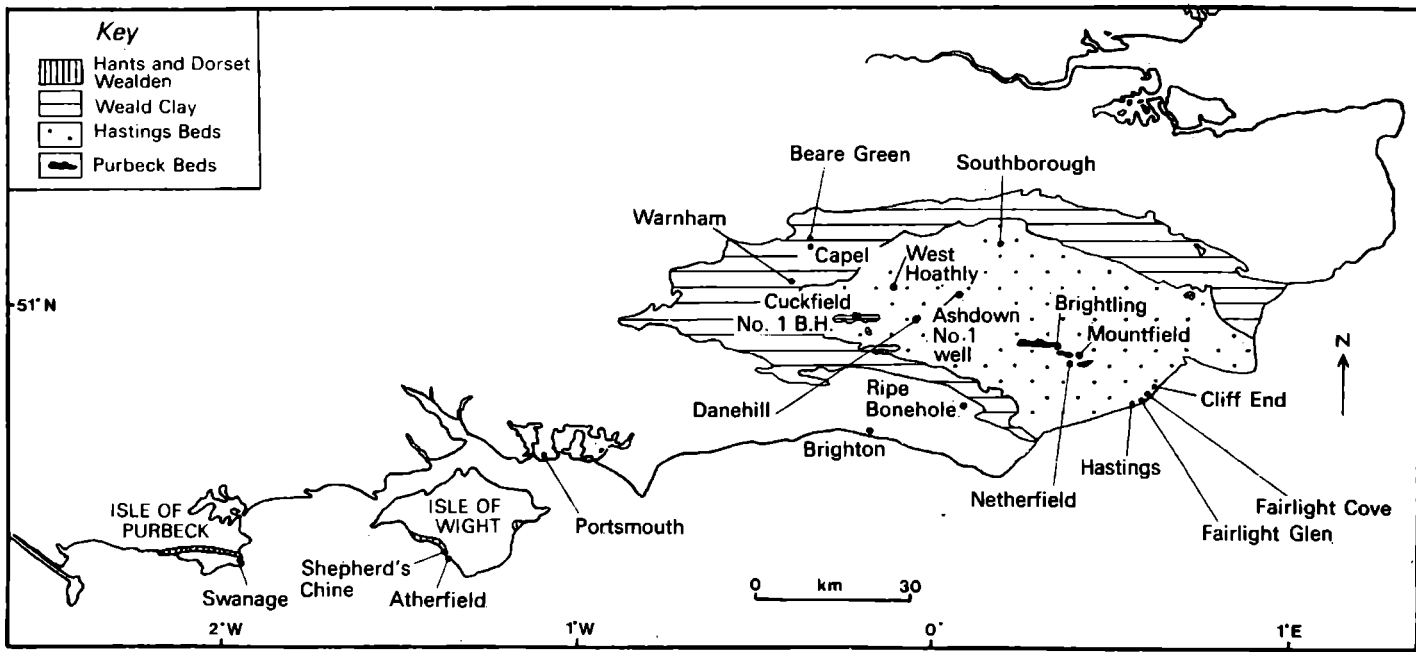 Key
Hants and Dorset
Wealden
Weald Clay
Hastings Beds
Purbeck Beds
Beare Green
Southborough
Warnham
Capel
West
Hoathly
51°N
Cuckfield
No. 1 B.H.
Ashdown
No.1
well
Brightling
Mountfield
N
Danehill
Ripe
Bonehole
Cliff End
Brighton
Hastings
Netherfield
Fairlight Cove
Fairlight Glen
ISLE OF
PURBECK
ISLE OF
WIGHT
Portsmouth
Shepherd's
Chine
Swanage
Atherfield
0 km 30
2°W
1°W
0°
1°E